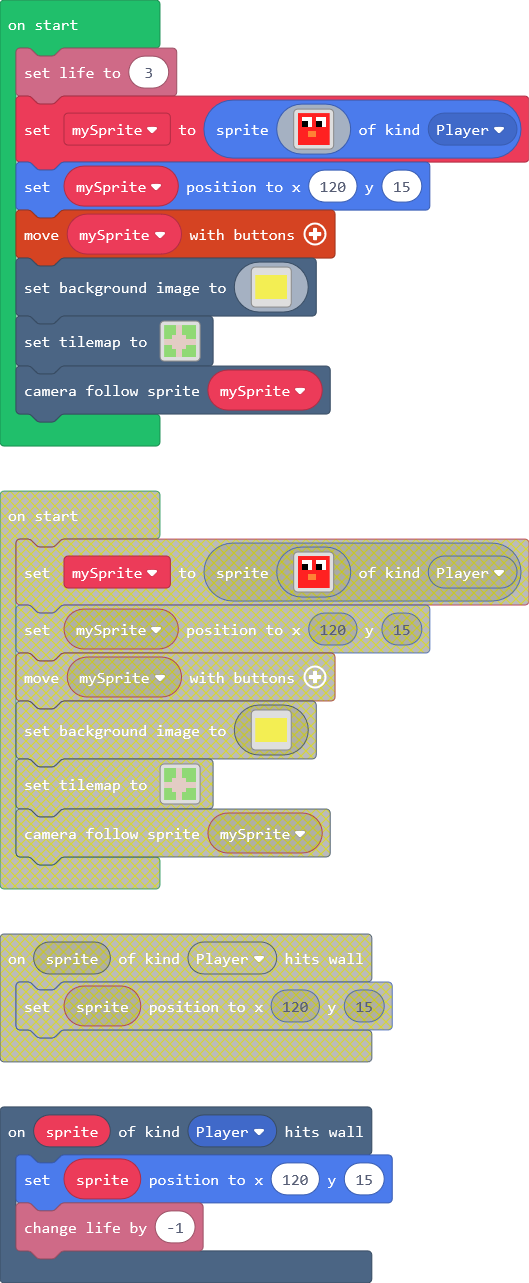 on start
set life to 3
set mySprite to sprite of kind Player
set mySprite position to x 120 y 15
move mySprite with buttons
set background image to
set tilemap to
camera follow sprite mySprite
on start
set mySprite to sprite of kind Player
set mySprite position to x 120 y 15
move mySprite with buttons
set background image to
set tilemap to
camera follow sprite mySprite
on sprite of kind Player hits wall
set sprite position to x 120 y 15
on sprite of kind Player hits wall
set sprite position to x 120 y 15
change life by -1